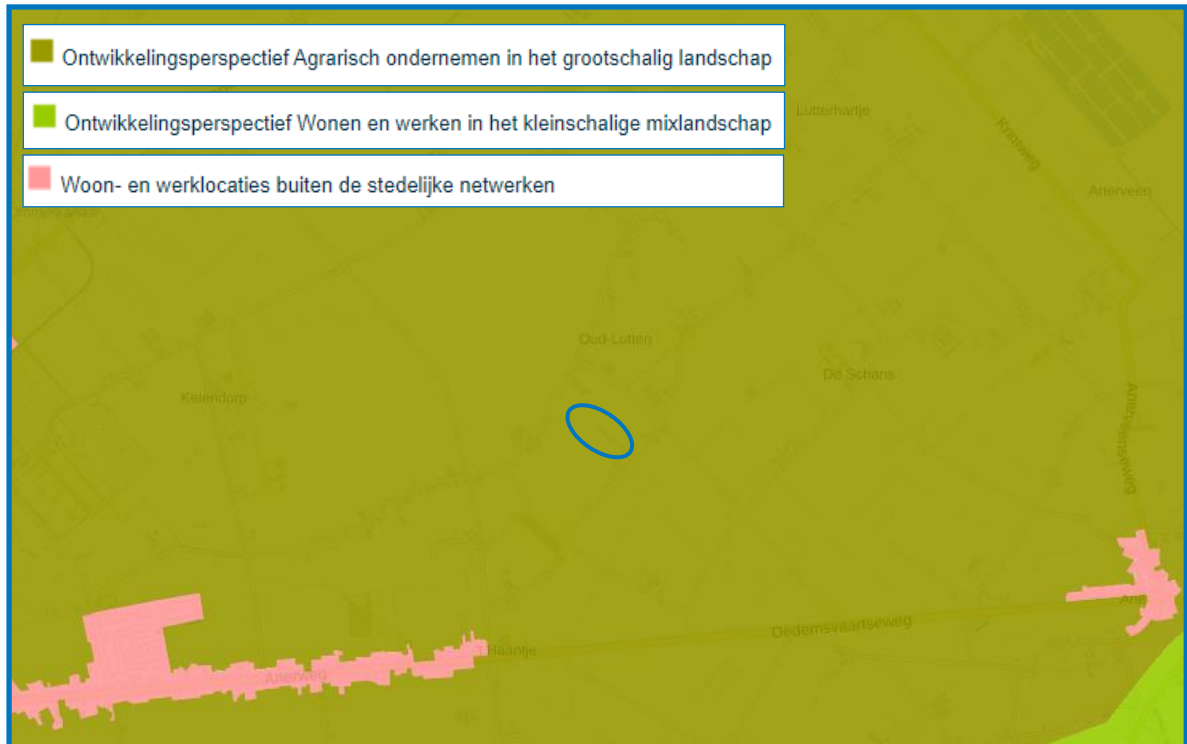 Ontwikkelingsperspectief Agrarisch ondernemen in het grootschalig landschap
Ontwikkelingsperspectief Wonen en werken in het kleinschalige mixlandschap
Woon- en werklocaties buiten de stedelijke netwerken
Lutterhartje
Krimweg
Anerveen
Oud-Lutten
De Schans
Keiendorp
Anerveenseweg
Dedemsvaartseweg
't Haantje
Anerweg